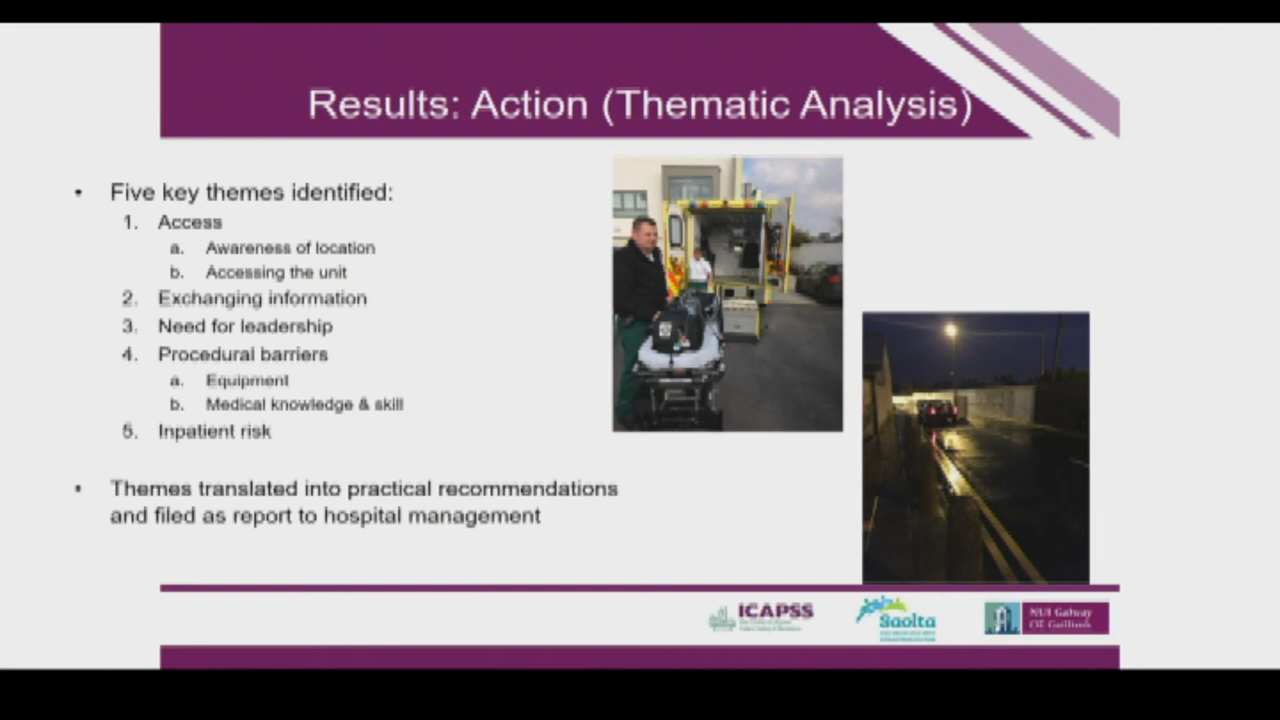 Results: Action (Thematic Analysis)
• Five key themes identified:
1. Access
a. Awareness of location
b. Accessing the unit
2. Exchanging information
3. Need for leadership
4. Procedural barriers
a. Equipment
b. Medical knowledge & skill
5. Inpatient risk
• Themes translated into practical recommendations
and filed as report to hospital management
ICAPSS
Saolta
NUI Galway
OÉ Gaillimh